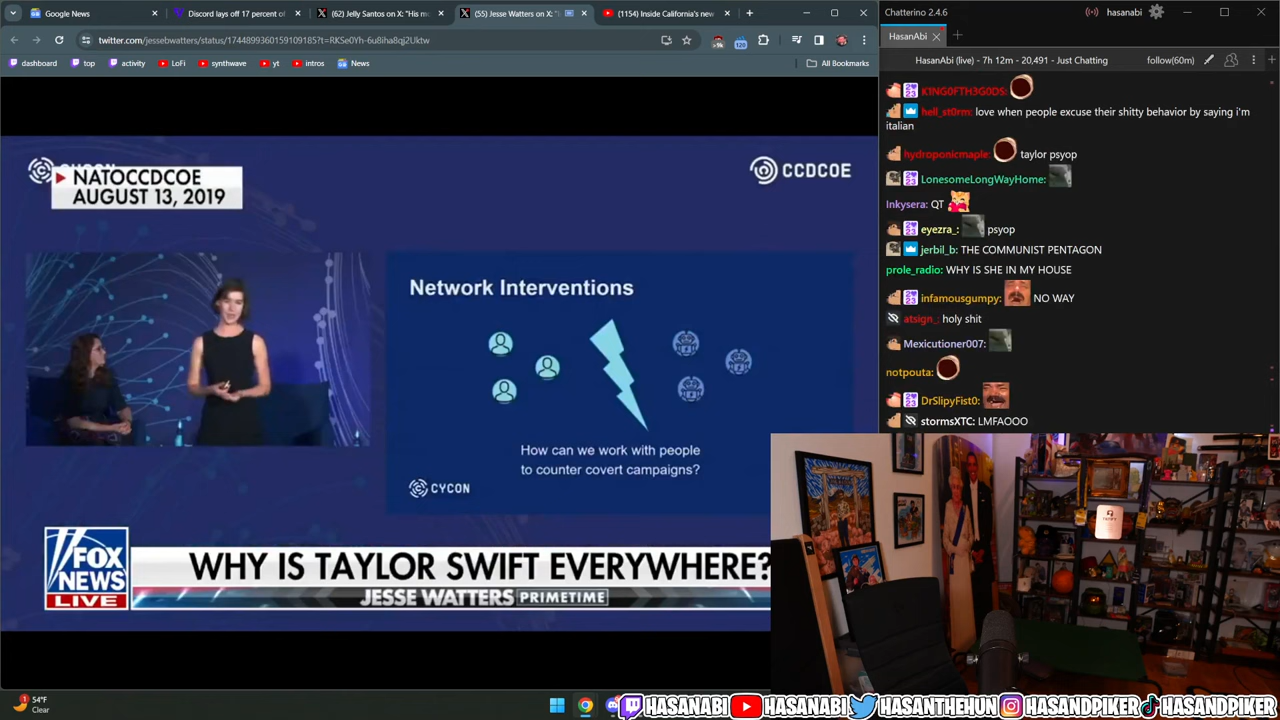 Google News
Discord lays off 17 percent of
(62) Jelly Santos on X: "His m
(55) Jesse Watters on X: "
(1154) Inside California's new
twitter.com/jessebwatters/status/1744899360159109185?t=RKSe0Yh-6u8iha8qj2Uktw
>9k
120
dashboard
top
activity
LoFi
synthwave
yt
intros
News
All Bookmarks
NATOCCDCOE
AUGUST 13, 2019
CCDCOE
Network Interventions
How can we work with people
to counter covert campaigns?
CYCON
FOX
NEWS
LIVE
WHY IS TAYLOR SWIFT EVERYWHERE?
JESSE WATTERS PRIMETIME
Chatterino 2.4.6
hasanabi
HasanAbi
HasanAbi (live) - 7h 12m - 20,491 - Just Chatting
follow(60m)
K1NG0FTH3G0DS:
hell_st0rm: love when people excuse their shitty behavior by saying i'm
italian
hydroponicmaple: taylor psyop
LonesomeLongWayHome:
Inkysera: QT
eyezra_: psyop
jerbil_b: THE COMMUNIST PENTAGON
prole_radio: WHY IS SHE IN MY HOUSE
infamousgumpy: NO WAY
atsign_: holy shit
Mexicutioner007:
notpouta:
DrSlipyFist0:
stormsXTC: LMFAOOO
1
54°F
Clear
HASANABI
HASANABI
HASANTHEHUN
HASANDPIKER
HASANDPIKER